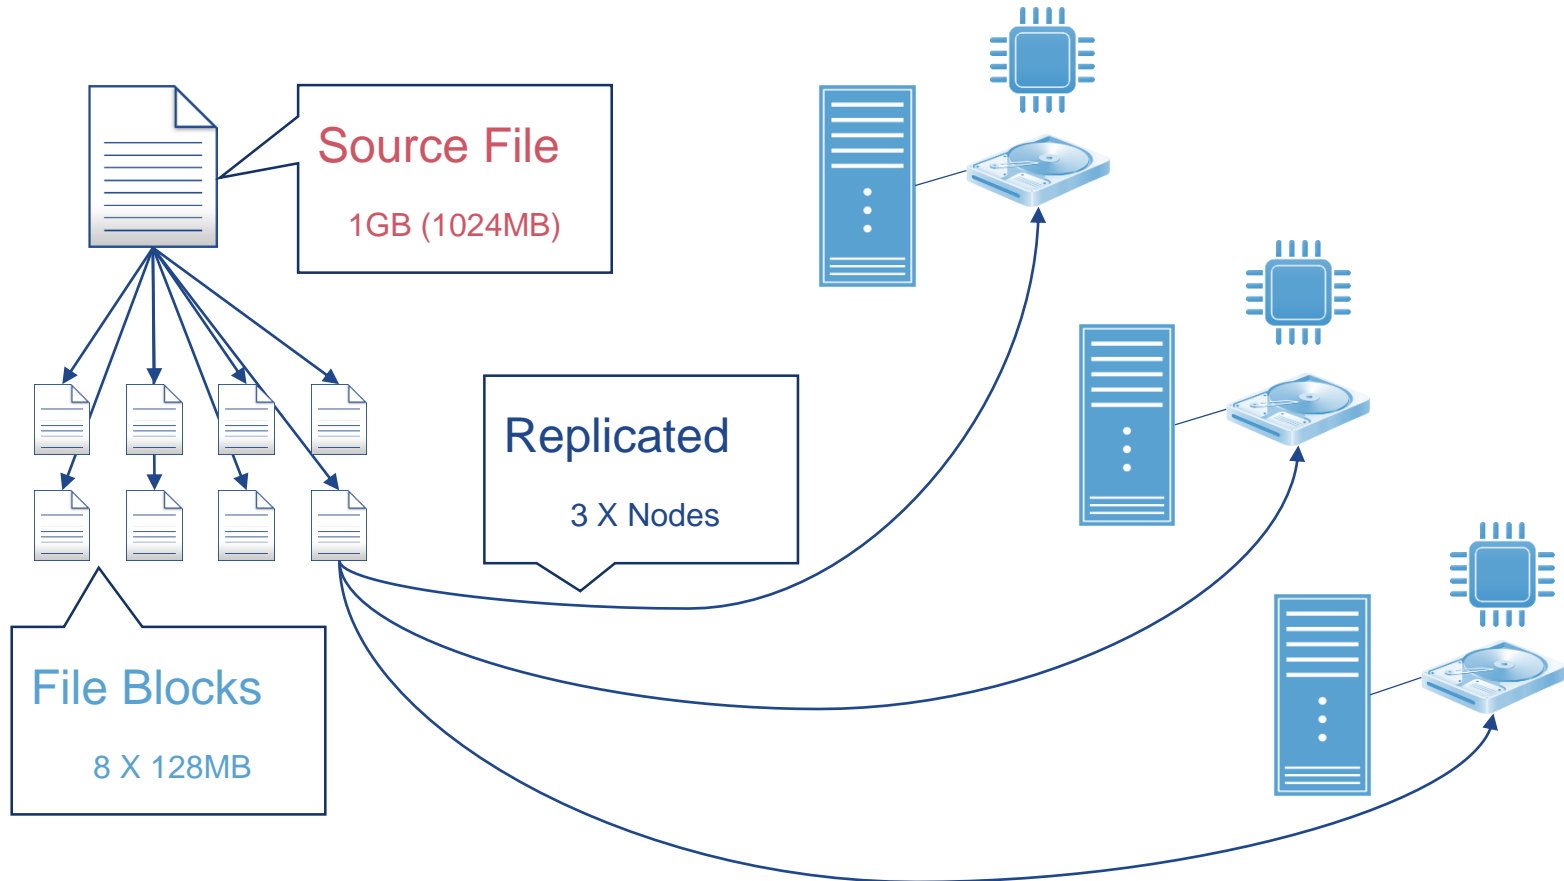 Source File
1GB (1024MB)
Replicated
3 X Nodes
File Blocks
8 X 128MB